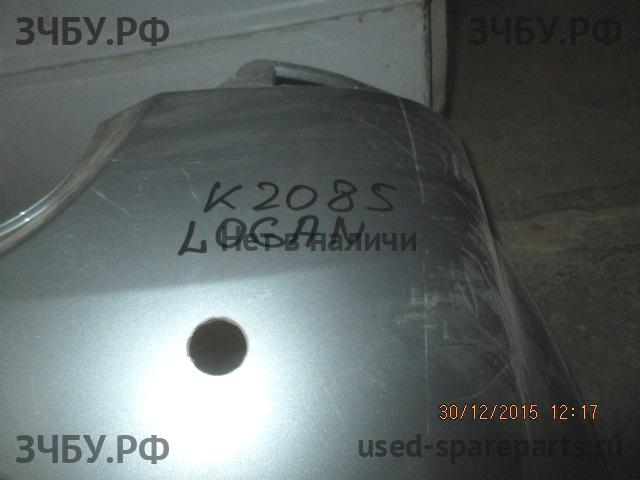 ЗЧБУ.РФ
ЗЧБУ.РФ
K2085
LOGAN
Нет в наличи
30/12/2015 12:17
ЗЧБУ.РФ
used-spareparts.ru